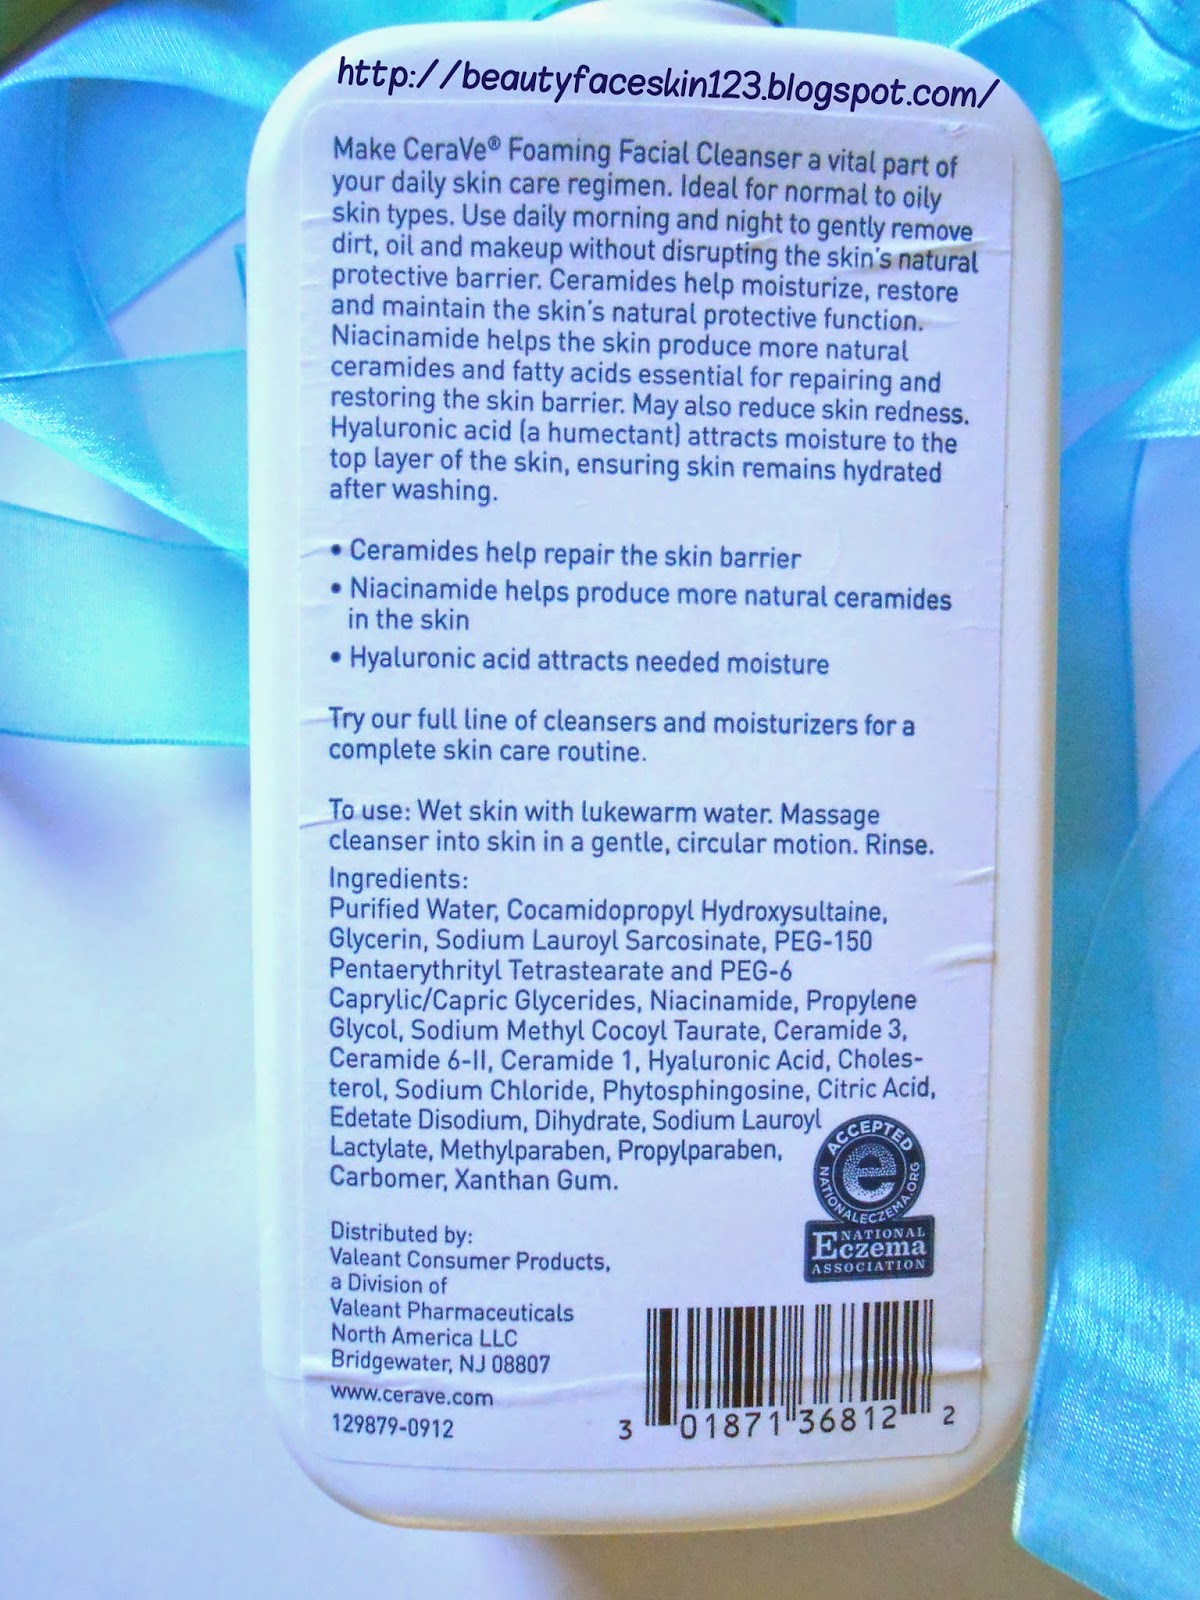 http://beautyfaceskin123.blogspot.com/
Make CeraVe® Foaming Facial Cleanser a vital part of
your daily skin care regimen. Ideal for normal to oily
skin types. Use daily morning and night to gently remove
dirt, oil and makeup without disrupting the skin's natural
protective barrier. Ceramides help moisturize, restore
and maintain the skin's natural protective function.
Niacinamide helps the skin produce more natural
ceramides and fatty acids essential for repairing and
restoring the skin barrier. May also reduce skin redness.
Hyaluronic acid (a humectant) attracts moisture to the
top layer of the skin, ensuring skin remains hydrated
after washing.
• Ceramides help repair the skin barrier
• Niacinamide helps produce more natural ceramides
in the skin
• Hyaluronic acid attracts needed moisture
Try our full line of cleansers and moisturizers for a
complete skin care routine.
To use: Wet skin with lukewarm water. Massage
cleanser into skin in a gentle, circular motion. Rinse.
Ingredients:
Purified Water, Cocamidopropyl Hydroxysultaine,
Glycerin, Sodium Lauroyl Sarcosinate, PEG-150
Pentaerythrityl Tetrastearate and PEG-6
Caprylic/Capric Glycerides, Niacinamide, Propylene
Glycol, Sodium Methyl Cocoyl Taurate, Ceramide 3,
Ceramide 6-II, Ceramide 1, Hyaluronic Acid, Choles-
terol, Sodium Chloride, Phytosphingosine, Citric Acid,
Edetate Disodium, Dihydrate, Sodium Lauroyl
Lactylate, Methylparaben, Propylparaben,
Carbomer, Xanthan Gum.
ACCEPTED
e
NATIONALECZEMA.ORG
NATIONAL
Eczema
ASSOCIATION
Distributed by:
Valeant Consumer Products,
a Division of
Valeant Pharmaceuticals
North America LLC
Bridgewater, NJ 08807
www.cerave.com
129879-0912
3 01871 36812 2